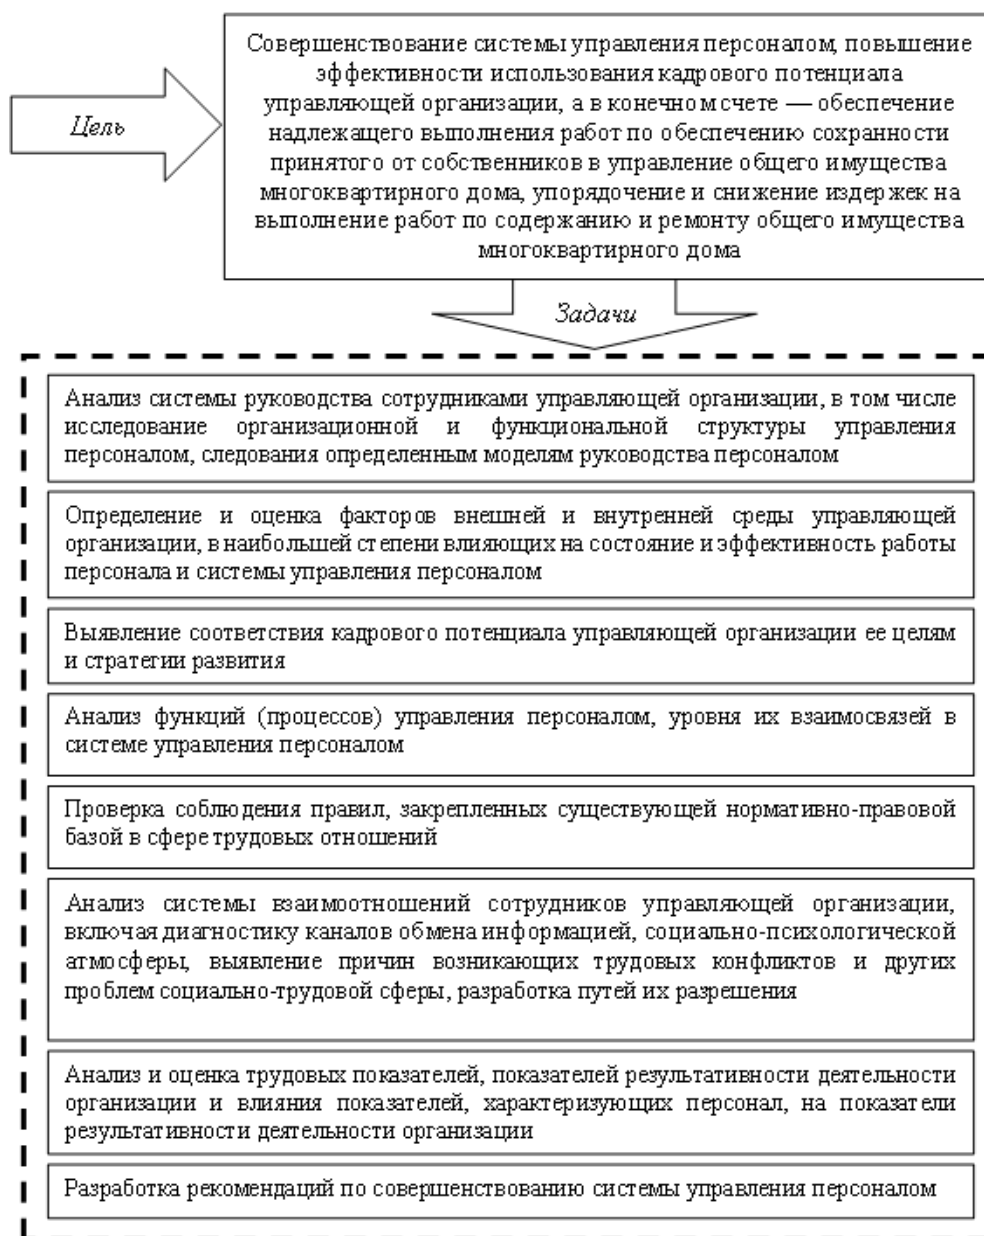 Совершенствование системы управления персоналом, повышение
эффективности использования кадрового потенциала
управляющей организации, а в конечном счете — обеспечение
Цель
надлежащего выполнения работ по обеспечению сохранности
принятого от собственников в управление общего имущества
многоквартирного дома, упорядочение и снижение издержек на
выполнение работ по содержанию и ремонту общего имущества
многоквартирного дома
Задачи
Анализ системы руководства сотрудниками управляющей организации, в том числе
исследование организационной и функциональной структуры управления
персоналом, следования определенным моделям руководства персоналом
Определение и оценка факторов внешней и внутренней среды управляющей
организации, в наибольшей степени влияющих на состояние и эффективность работы
персонала и системы управления персоналом
Выявление соответствия кадрового потенциала управляющей организации ее целям
и стратегии развития
Анализ функций (процессов) управления персоналом, уровня их взаимосвязей в
системе управления персоналом
Проверка соблюдения правил, закрепленных существующей нормативно-правовой
базой в сфере трудовых отношений
Анализ системы взаимоотношений сотрудников управляющей организации,
включая диагностику каналов обмена информацией, социально-психологической
атмосферы, выявление причин возникающих трудовых конфликтов и других
проблем социально-трудовой сферы, разработка путей их разрешения
Анализ и оценка трудовых показателей, показателей результативности деятельности
организации и влияния показателей, характеризующих персонал, на показатели
результативности деятельности организации
Разработка рекомендаций по совершенствованию системы управления персоналом